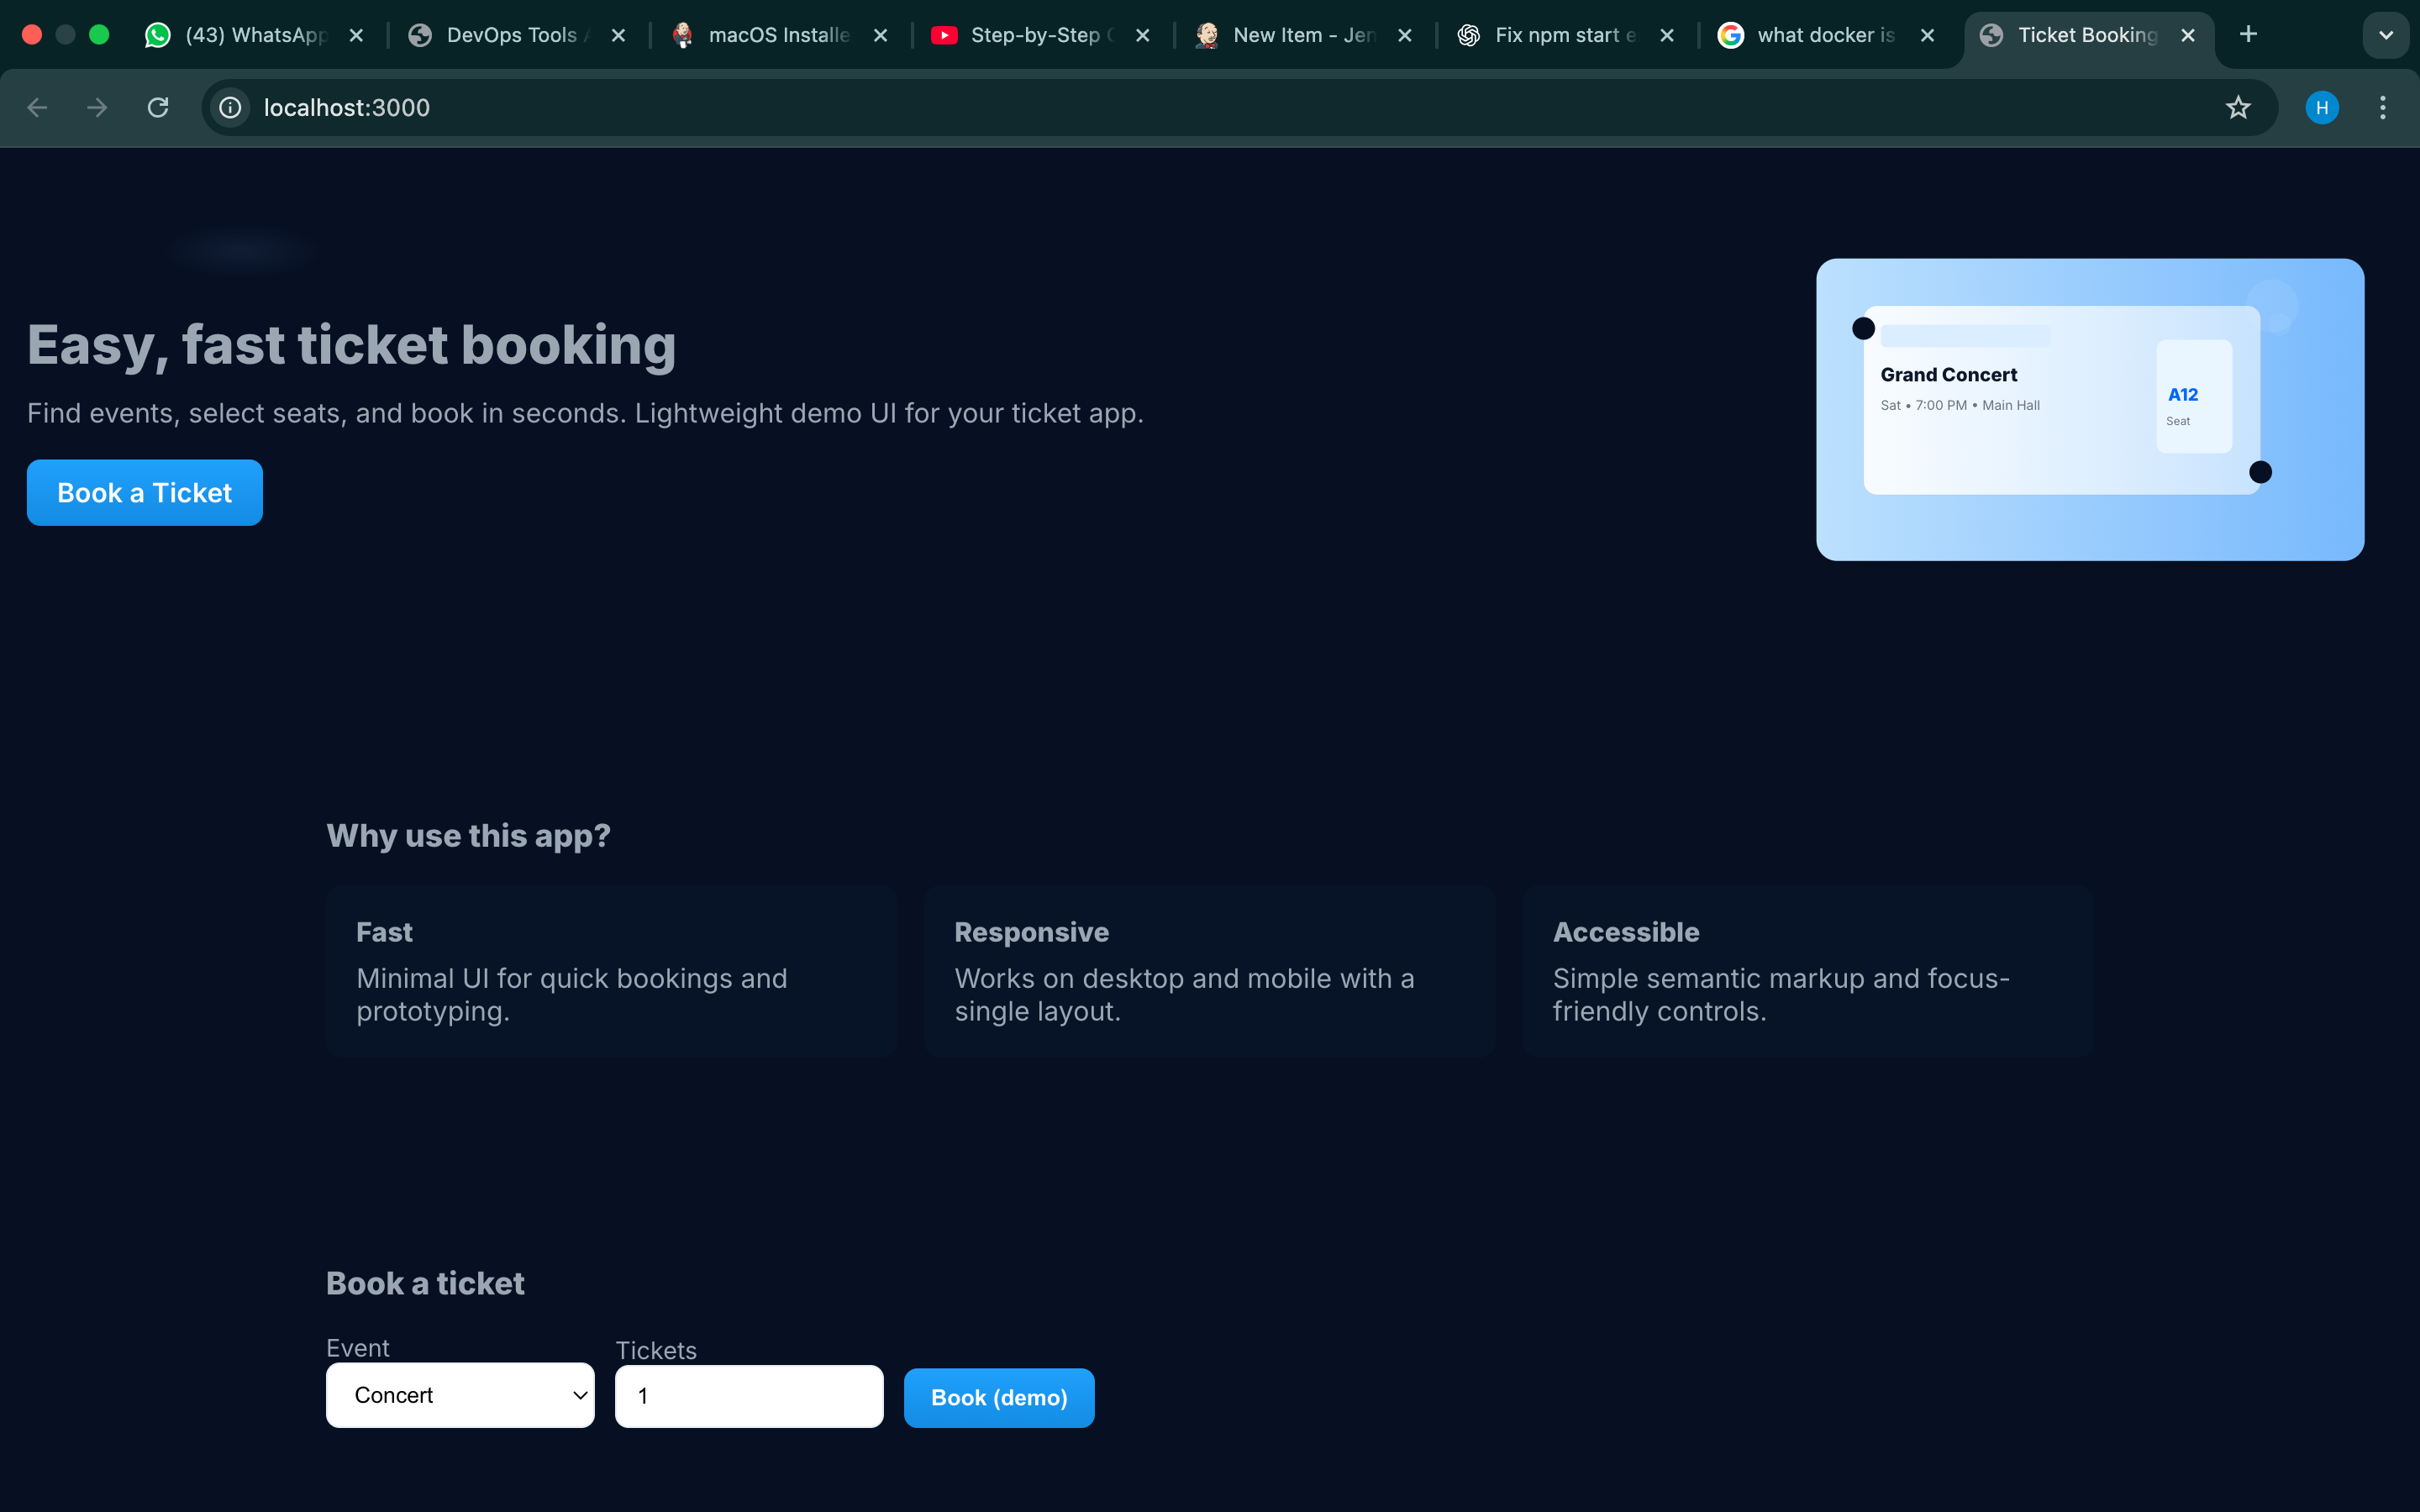 (43) WhatsApp
DevOps Tools
macOS Installe
Step-by-Step
New Item - Jen
Fix npm start e
what docker is
Ticket Booking
localhost:3000
H
Easy, fast ticket booking
Find events, select seats, and book in seconds. Lightweight demo UI for your ticket app.
Book a Ticket
Grand Concert
Sat • 7:00 PM • Main Hall
A12
Seat
Why use this app?
Fast
Minimal UI for quick bookings and
prototyping.
Responsive
Works on desktop and mobile with a
single layout.
Accessible
Simple semantic markup and focus-
friendly controls.
Book a ticket
Event
Tickets
Concert
1
Book (demo)